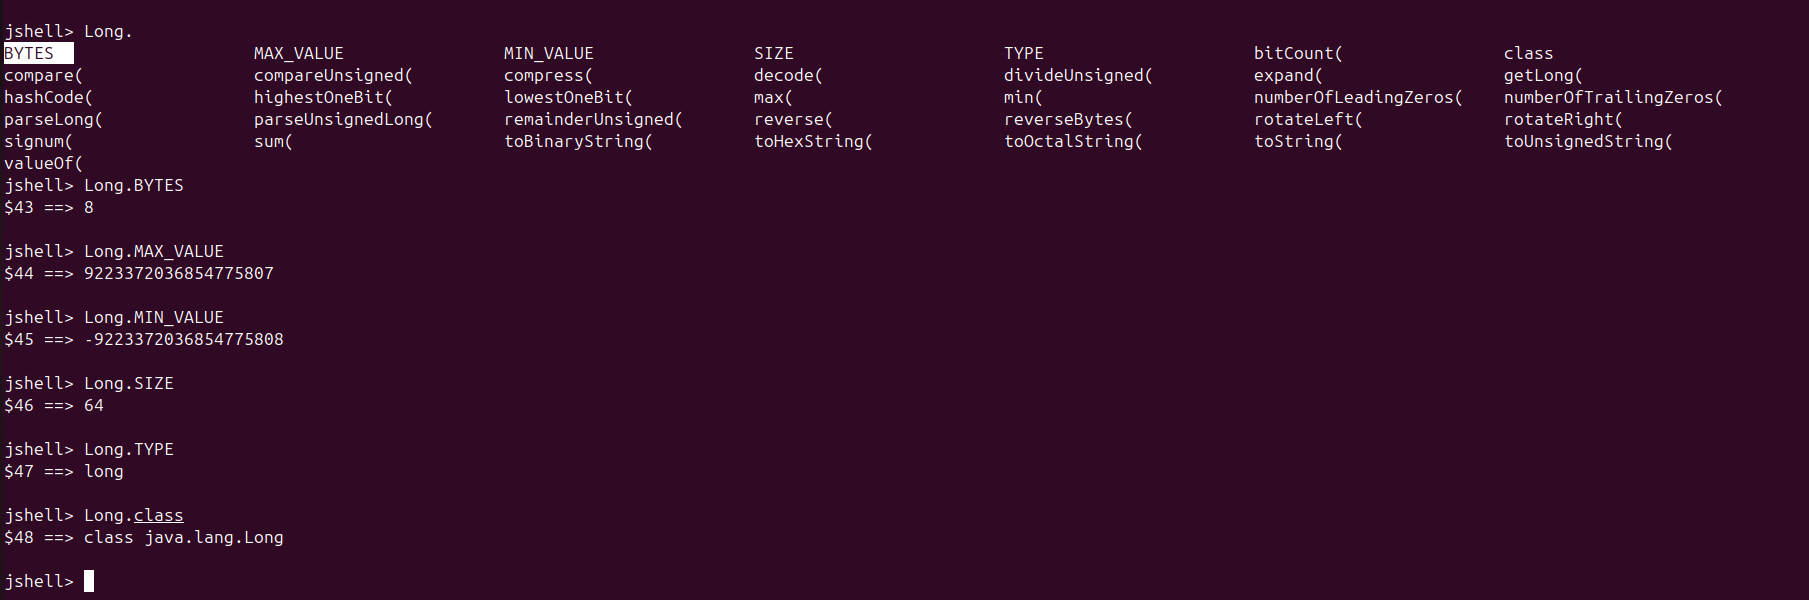 jshell> Long.
BYTES MAX_VALUE MIN_VALUE SIZE TYPE bitCount( class
compare( compareUnsigned( compress( decode( divideUnsigned( expand( getLong(
hashCode( highestOneBit( lowestOneBit( max( min( numberOfLeadingZeros( numberOfTrailingZeros(
parseLong( parseUnsignedLong( remainderUnsigned( reverse( reverseBytes( rotateLeft( rotateRight(
signum( sum( toBinaryString( toHexString( toOctalString( toString( toUnsignedString(
valueOf(
jshell> Long.BYTES
$43 ==> 8
jshell> Long.MAX_VALUE
$44 ==> 9223372036854775807
jshell> Long.MIN_VALUE
$45 ==> -9223372036854775808
jshell> Long.SIZE
$46 ==> 64
jshell> Long.TYPE
$47 ==> long
jshell> Long.class
$48 ==> class java.lang.Long
jshell>